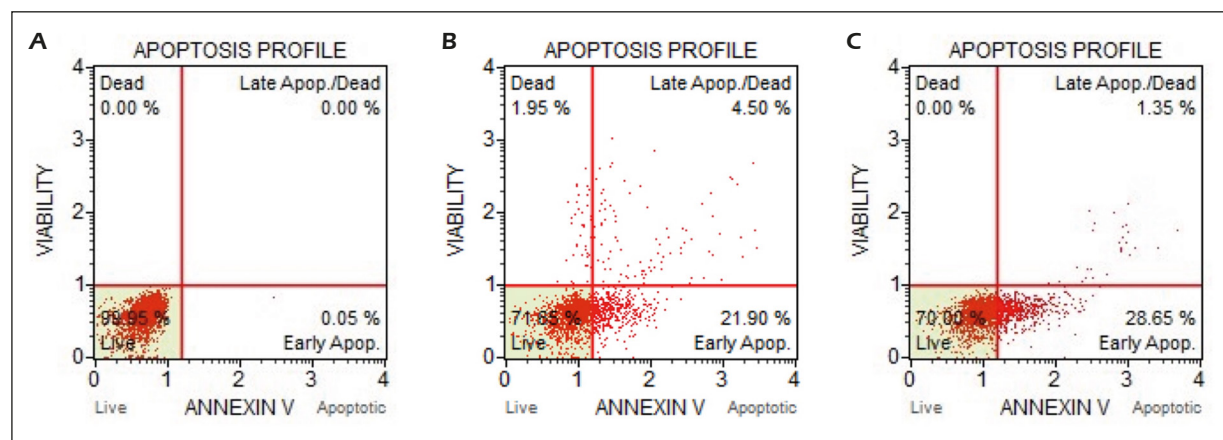 A
APOPTOSIS PROFILE
4
Dead
Late Apop./Dead
0.00 %
0.00 %
3
VIABILITY
2
1
99.95 %
0.05 %
Live
Early Apop.
0
0 1 2 3 4
Live ANNEXIN V Apoptotic
B
APOPTOSIS PROFILE
4
Dead
Late Apop./Dead
1.95 %
4.50 %
3
VIABILITY
2
1
71.65 %
21.90 %
Live
Early Apop.
0
0 1 2 3 4
Live ANNEXIN V Apoptotic
C
APOPTOSIS PROFILE
4
Dead
Late Apop./Dead
0.00 %
1.35 %
3
VIABILITY
2
1
70.00 %
28.65 %
Live
Early Apop.
0
0 1 2 3 4
Live ANNEXIN V Apoptotic